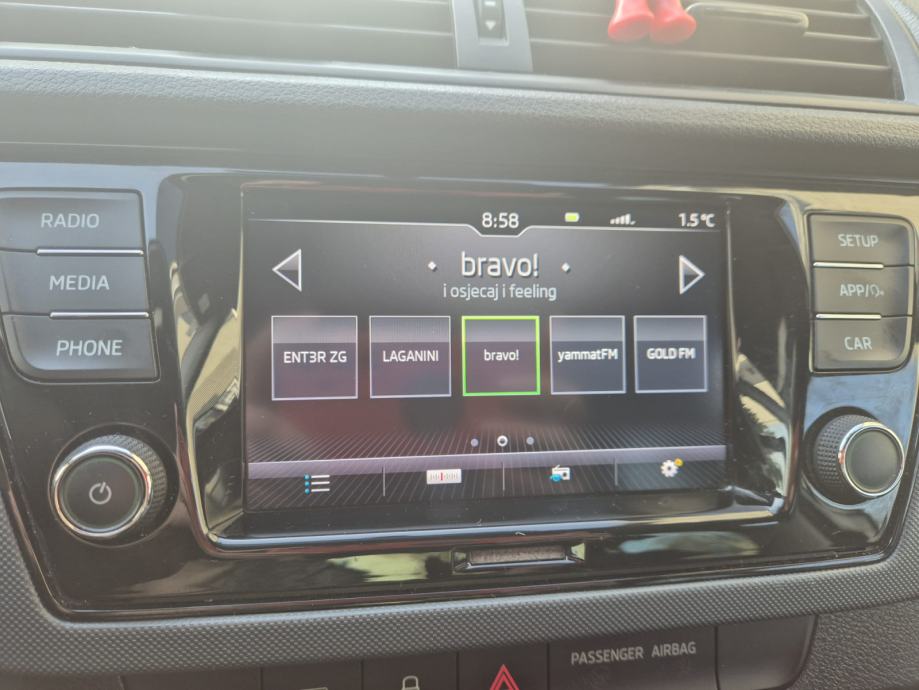 8:58
1.5°C
RADIO
MEDIA
PHONE
bravo!
i osjecaj i feeling
ENT3R ZG
LAGANINI
bravo!
yammatFM
GOLD FM
SETUP
APP/
CAR
PASSENGER AIRBAG